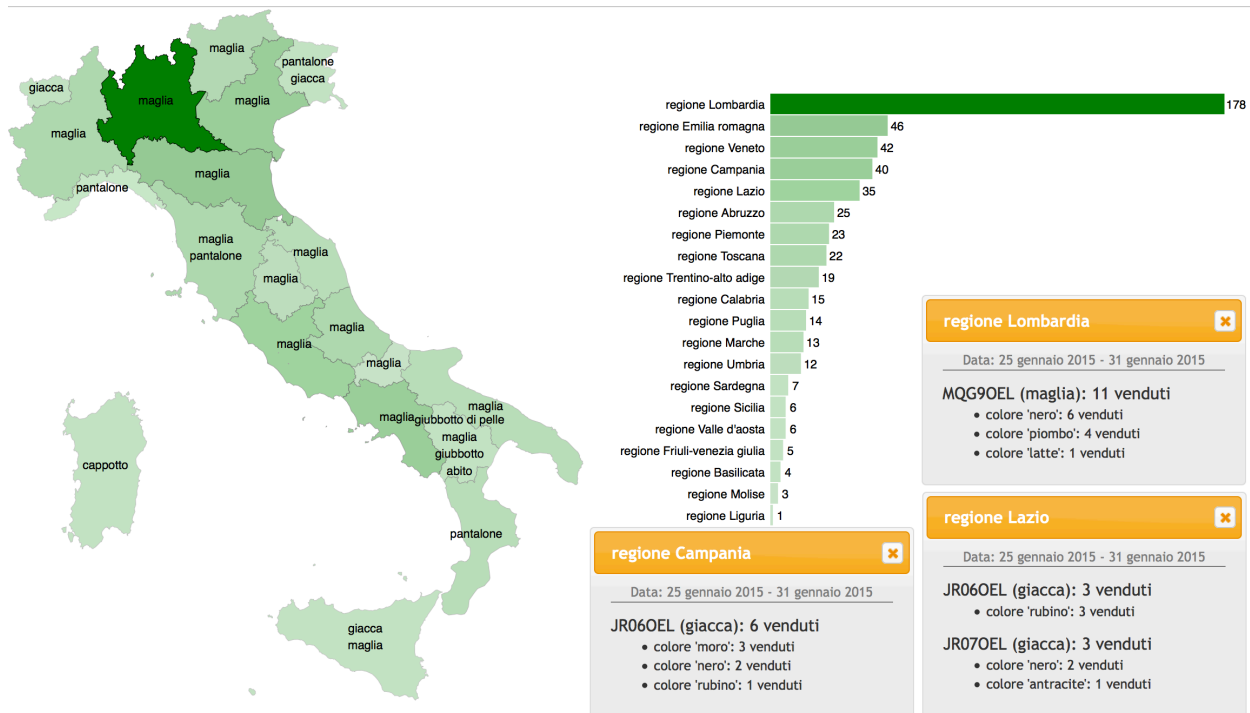 maglia
pantalone
giacca
giacca
maglia
maglia
maglia
maglia
pantalone
maglia
maglia
pantalone
maglia
maglia
maglia
maglia
maglia
maglia
maglia
giubbotto di pelle
maglia
giubbotto
abito
cappotto
pantalone
giacca
maglia
regione Lombardia 178
regione Emilia romagna 46
regione Veneto 42
regione Campania 40
regione Lazio 35
regione Abruzzo 25
regione Piemonte 23
regione Toscana 22
regione Trentino-alto adige 19
regione Calabria 15
regione Puglia 14
regione Marche 13
regione Umbria 12
regione Sardegna 7
regione Sicilia 6
regione Valle d'aosta 6
regione Friuli-venezia giulia 5
regione Basilicata 4
regione Molise 3
regione Liguria 1
regione Lombardia
Data: 25 gennaio 2015 - 31 gennaio 2015
MQG9OEL (maglia): 11 venduti
• colore 'nero': 6 venduti
• colore 'piombo': 4 venduti
• colore 'latte': 1 venduti
regione Campania
Data: 25 gennaio 2015 - 31 gennaio 2015
JR06OEL (giacca): 6 venduti
• colore 'moro': 3 venduti
• colore 'nero': 2 venduti
• colore 'rubino': 1 venduti
regione Lazio
Data: 25 gennaio 2015 - 31 gennaio 2015
JR06OEL (giacca): 3 venduti
• colore 'rubino': 3 venduti
JR07OEL (giacca): 3 venduti
• colore 'nero': 2 venduti
• colore 'antracite': 1 venduti